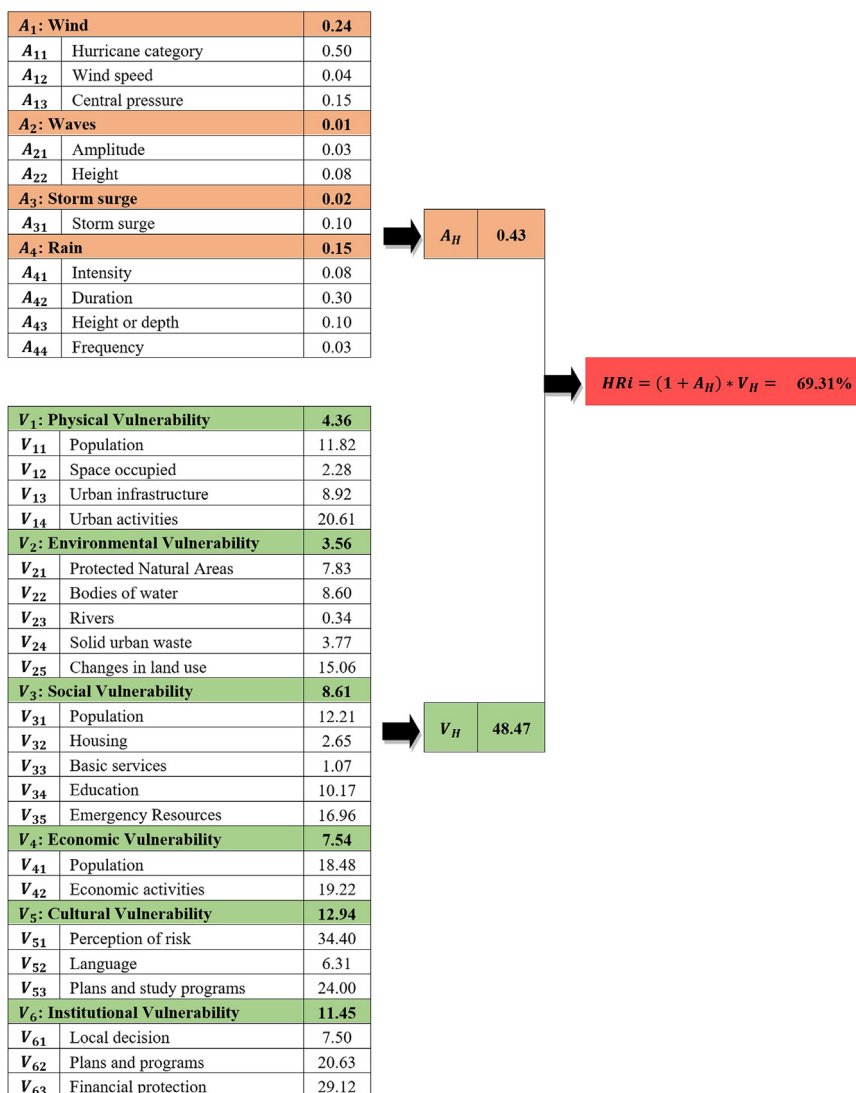 A₁: Wind 0.24
A₁₁ Hurricane category 0.50
A₁₂ Wind speed 0.04
A₁₃ Central pressure 0.15
A₂: Waves 0.01
A₂₁ Amplitude 0.03
A₂₂ Height 0.08
A₃: Storm surge 0.02
A₃₁ Storm surge 0.10
A₄: Rain 0.15
A₄₁ Intensity 0.08
A₄₂ Duration 0.30
A₄₃ Height or depth 0.10
A₄₄ Frequency 0.03
A_H 0.43
V₁: Physical Vulnerability 4.36
V₁₁ Population 11.82
V₁₂ Space occupied 2.28
V₁₃ Urban infrastructure 8.92
V₁₄ Urban activities 20.61
V₂: Environmental Vulnerability 3.56
V₂₁ Protected Natural Areas 7.83
V₂₂ Bodies of water 8.60
V₂₃ Rivers 0.34
V₂₄ Solid urban waste 3.77
V₂₅ Changes in land use 15.06
V₃: Social Vulnerability 8.61
V₃₁ Population 12.21
V₃₂ Housing 2.65
V₃₃ Basic services 1.07
V₃₄ Education 10.17
V₃₅ Emergency Resources 16.96
V₄: Economic Vulnerability 7.54
V₄₁ Population 18.48
V₄₂ Economic activities 19.22
V₅: Cultural Vulnerability 12.94
V₅₁ Perception of risk 34.40
V₅₂ Language 6.31
V₅₃ Plans and study programs 24.00
V₆: Institutional Vulnerability 11.45
V₆₁ Local decision 7.50
V₆₂ Plans and programs 20.63
V₆₃ Financial protection 29.12
V_H 48.47
HRi = (1 + A_H) * V_H = 69.31%